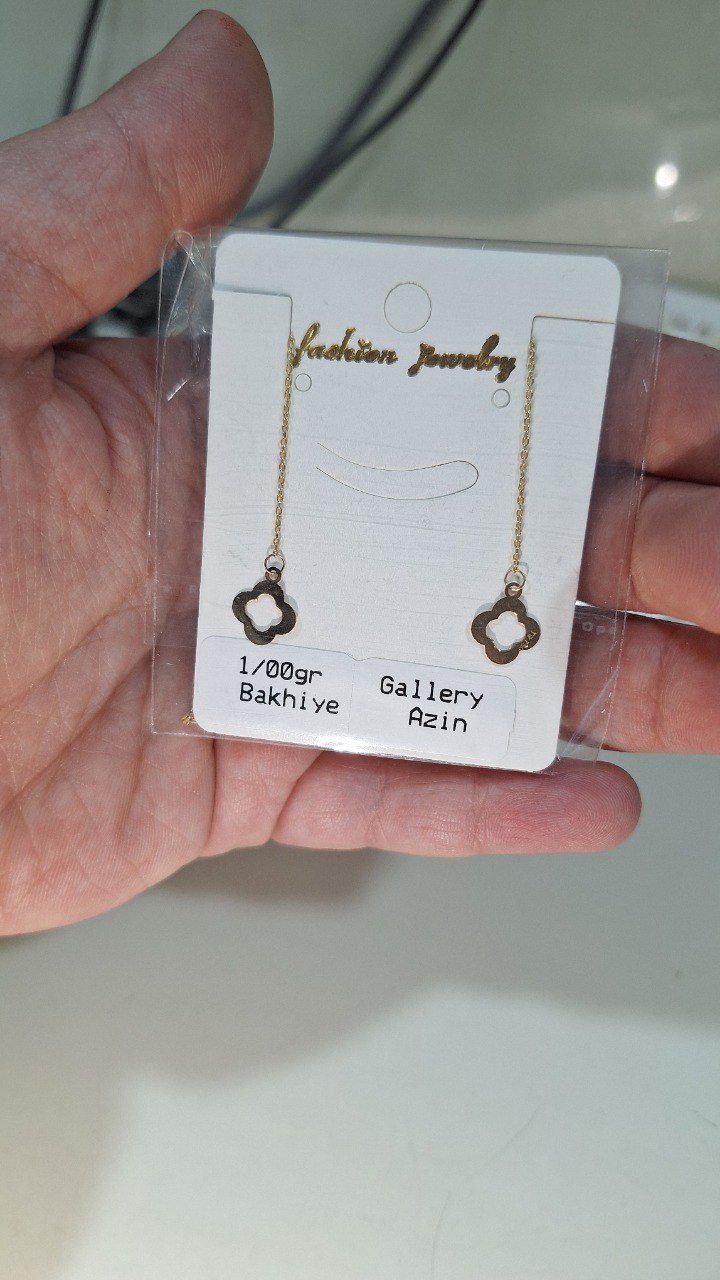 fashion jewelry
1/00gr
Bakhiye
Gallery
Azin